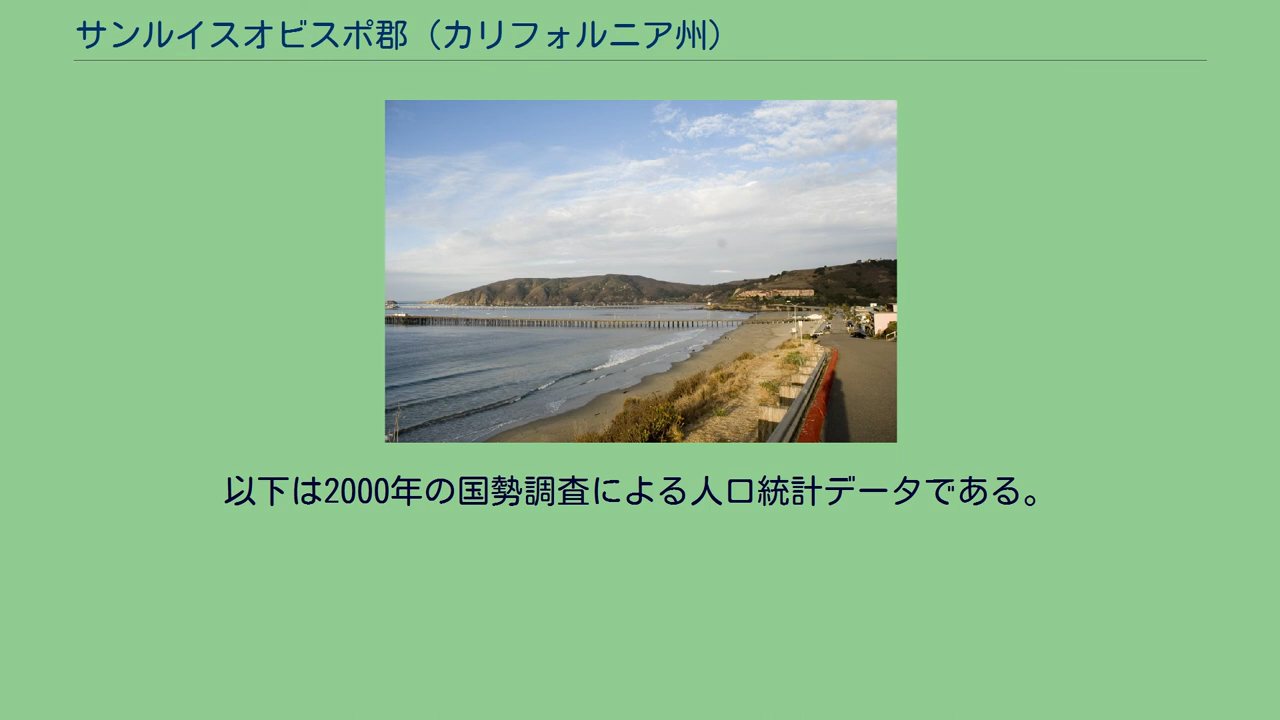 サンルイスオビスポ郡（カリフォルニア州）
以下は2000年の国勢調査による人口統計データである。